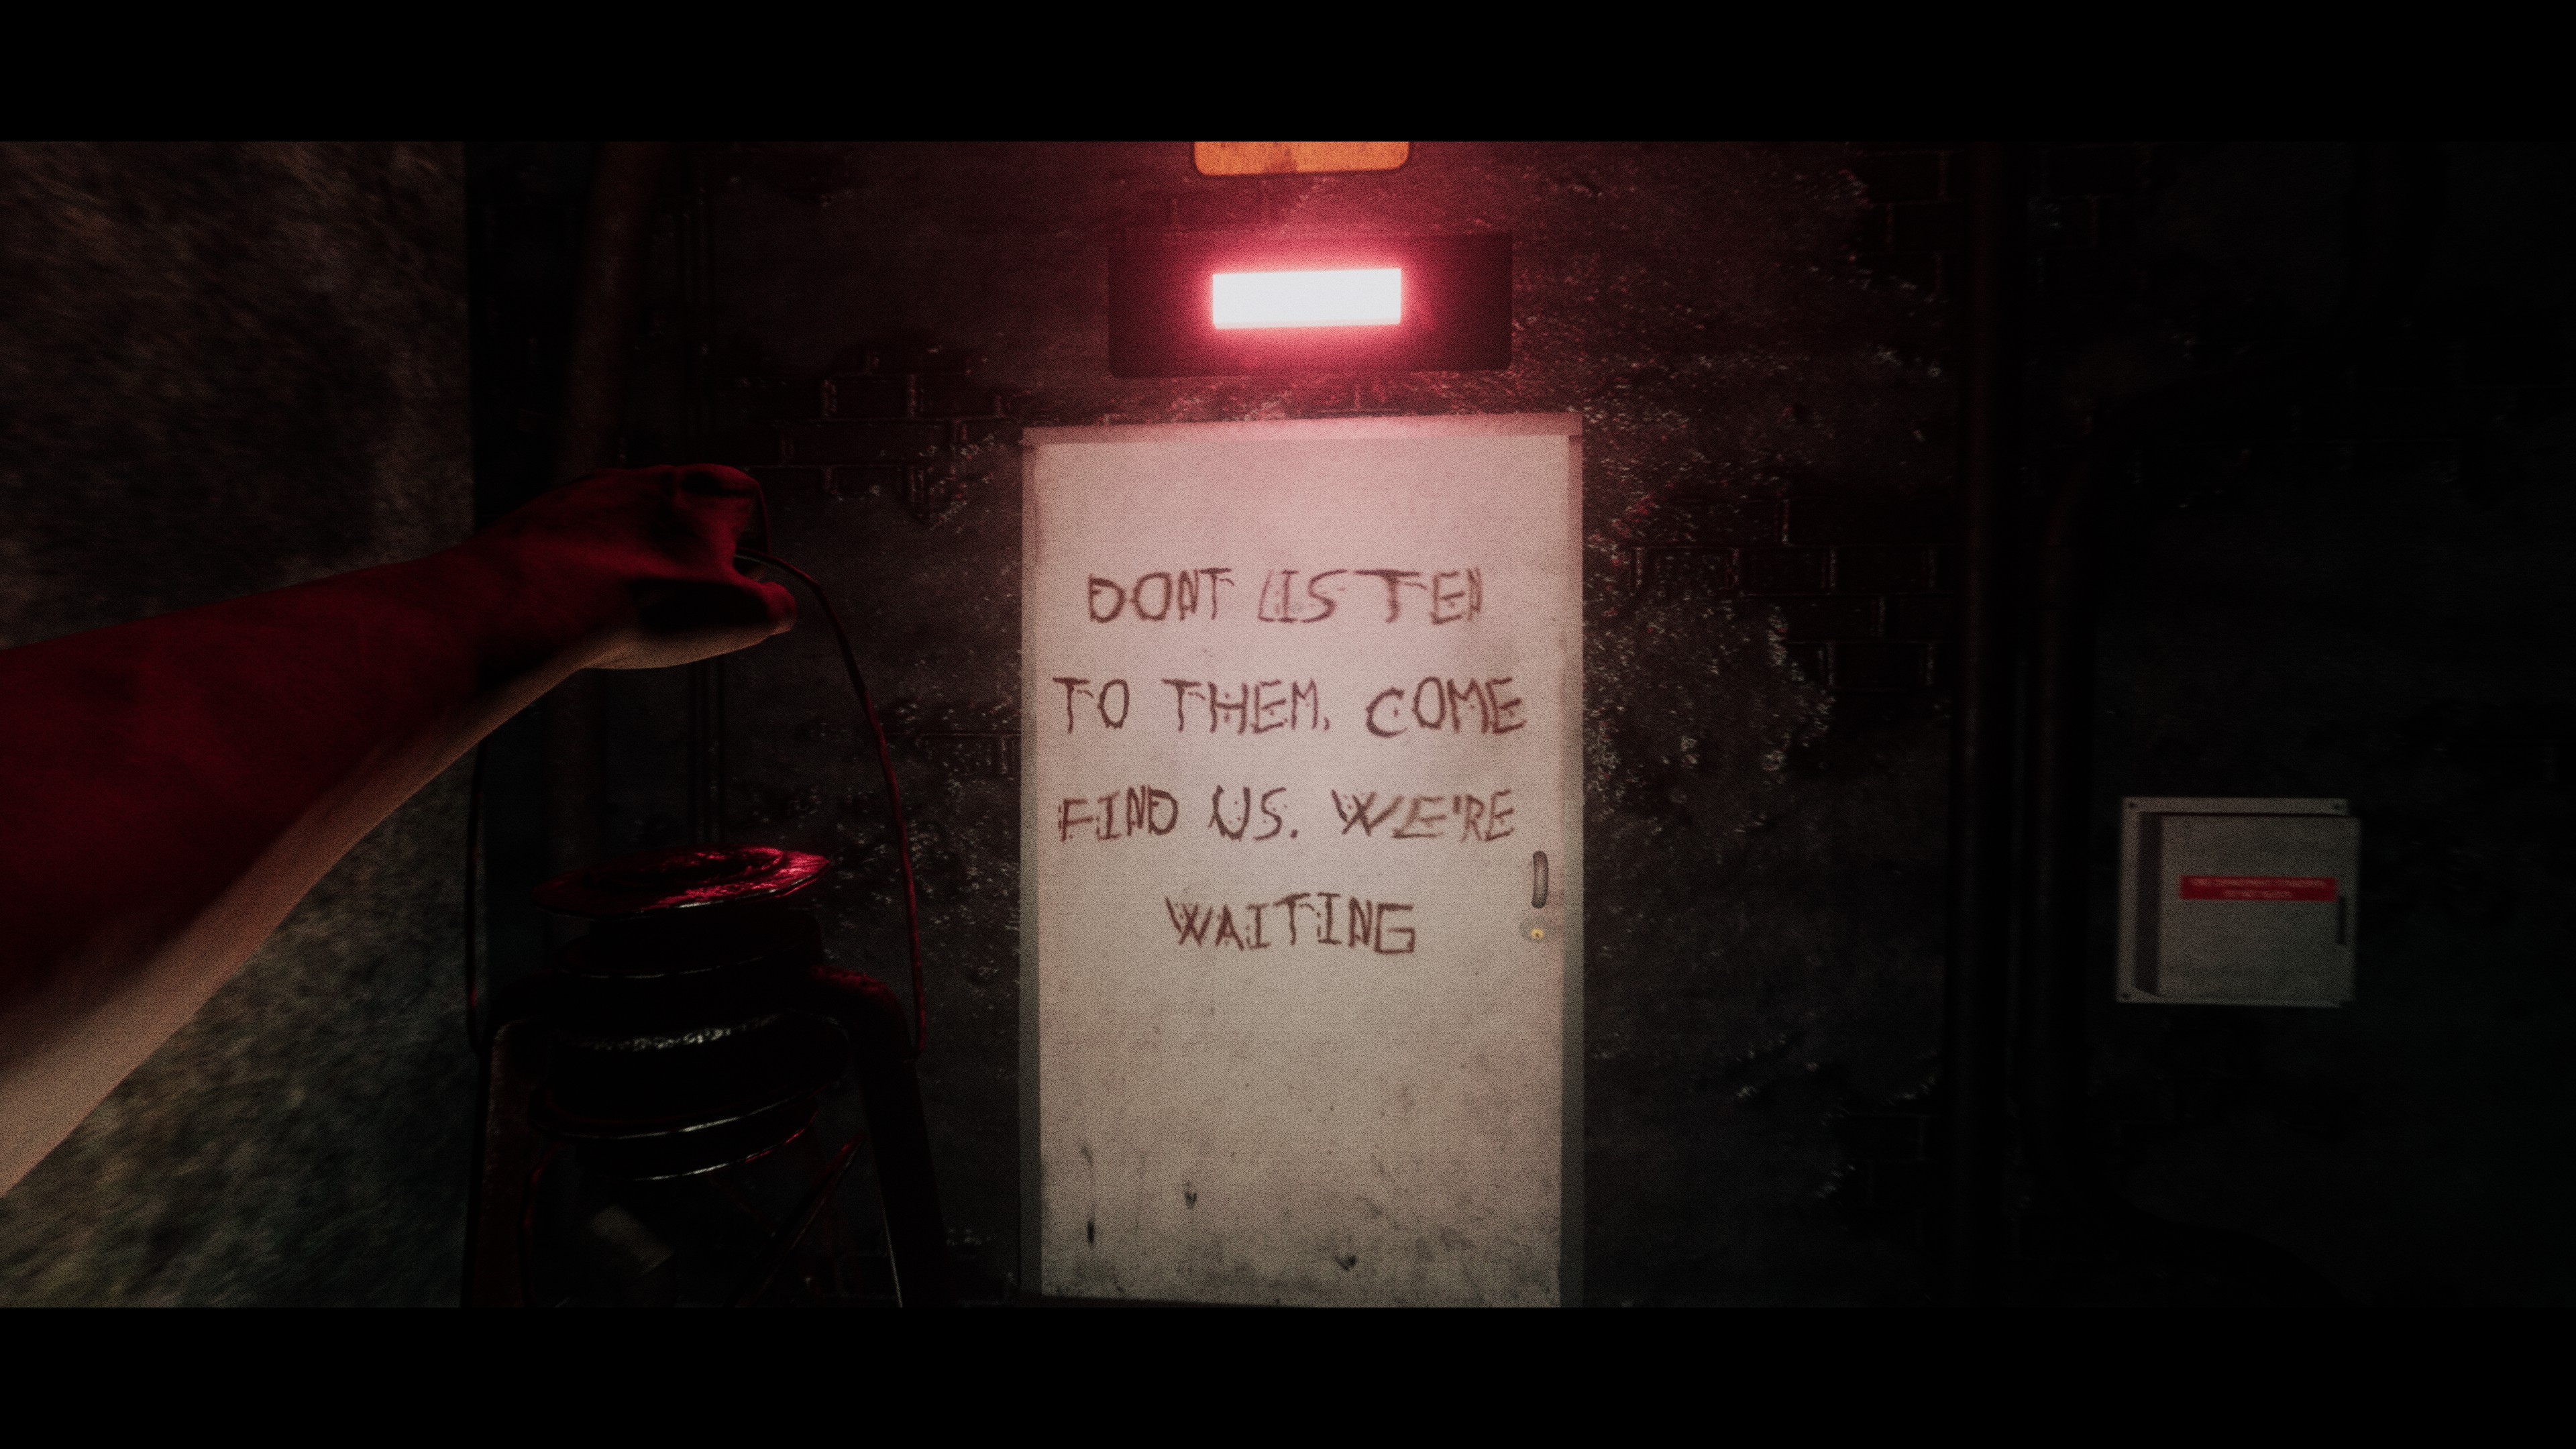 DONT LISTEN
TO THEM. COME
FIND US. WE'RE
WAITING